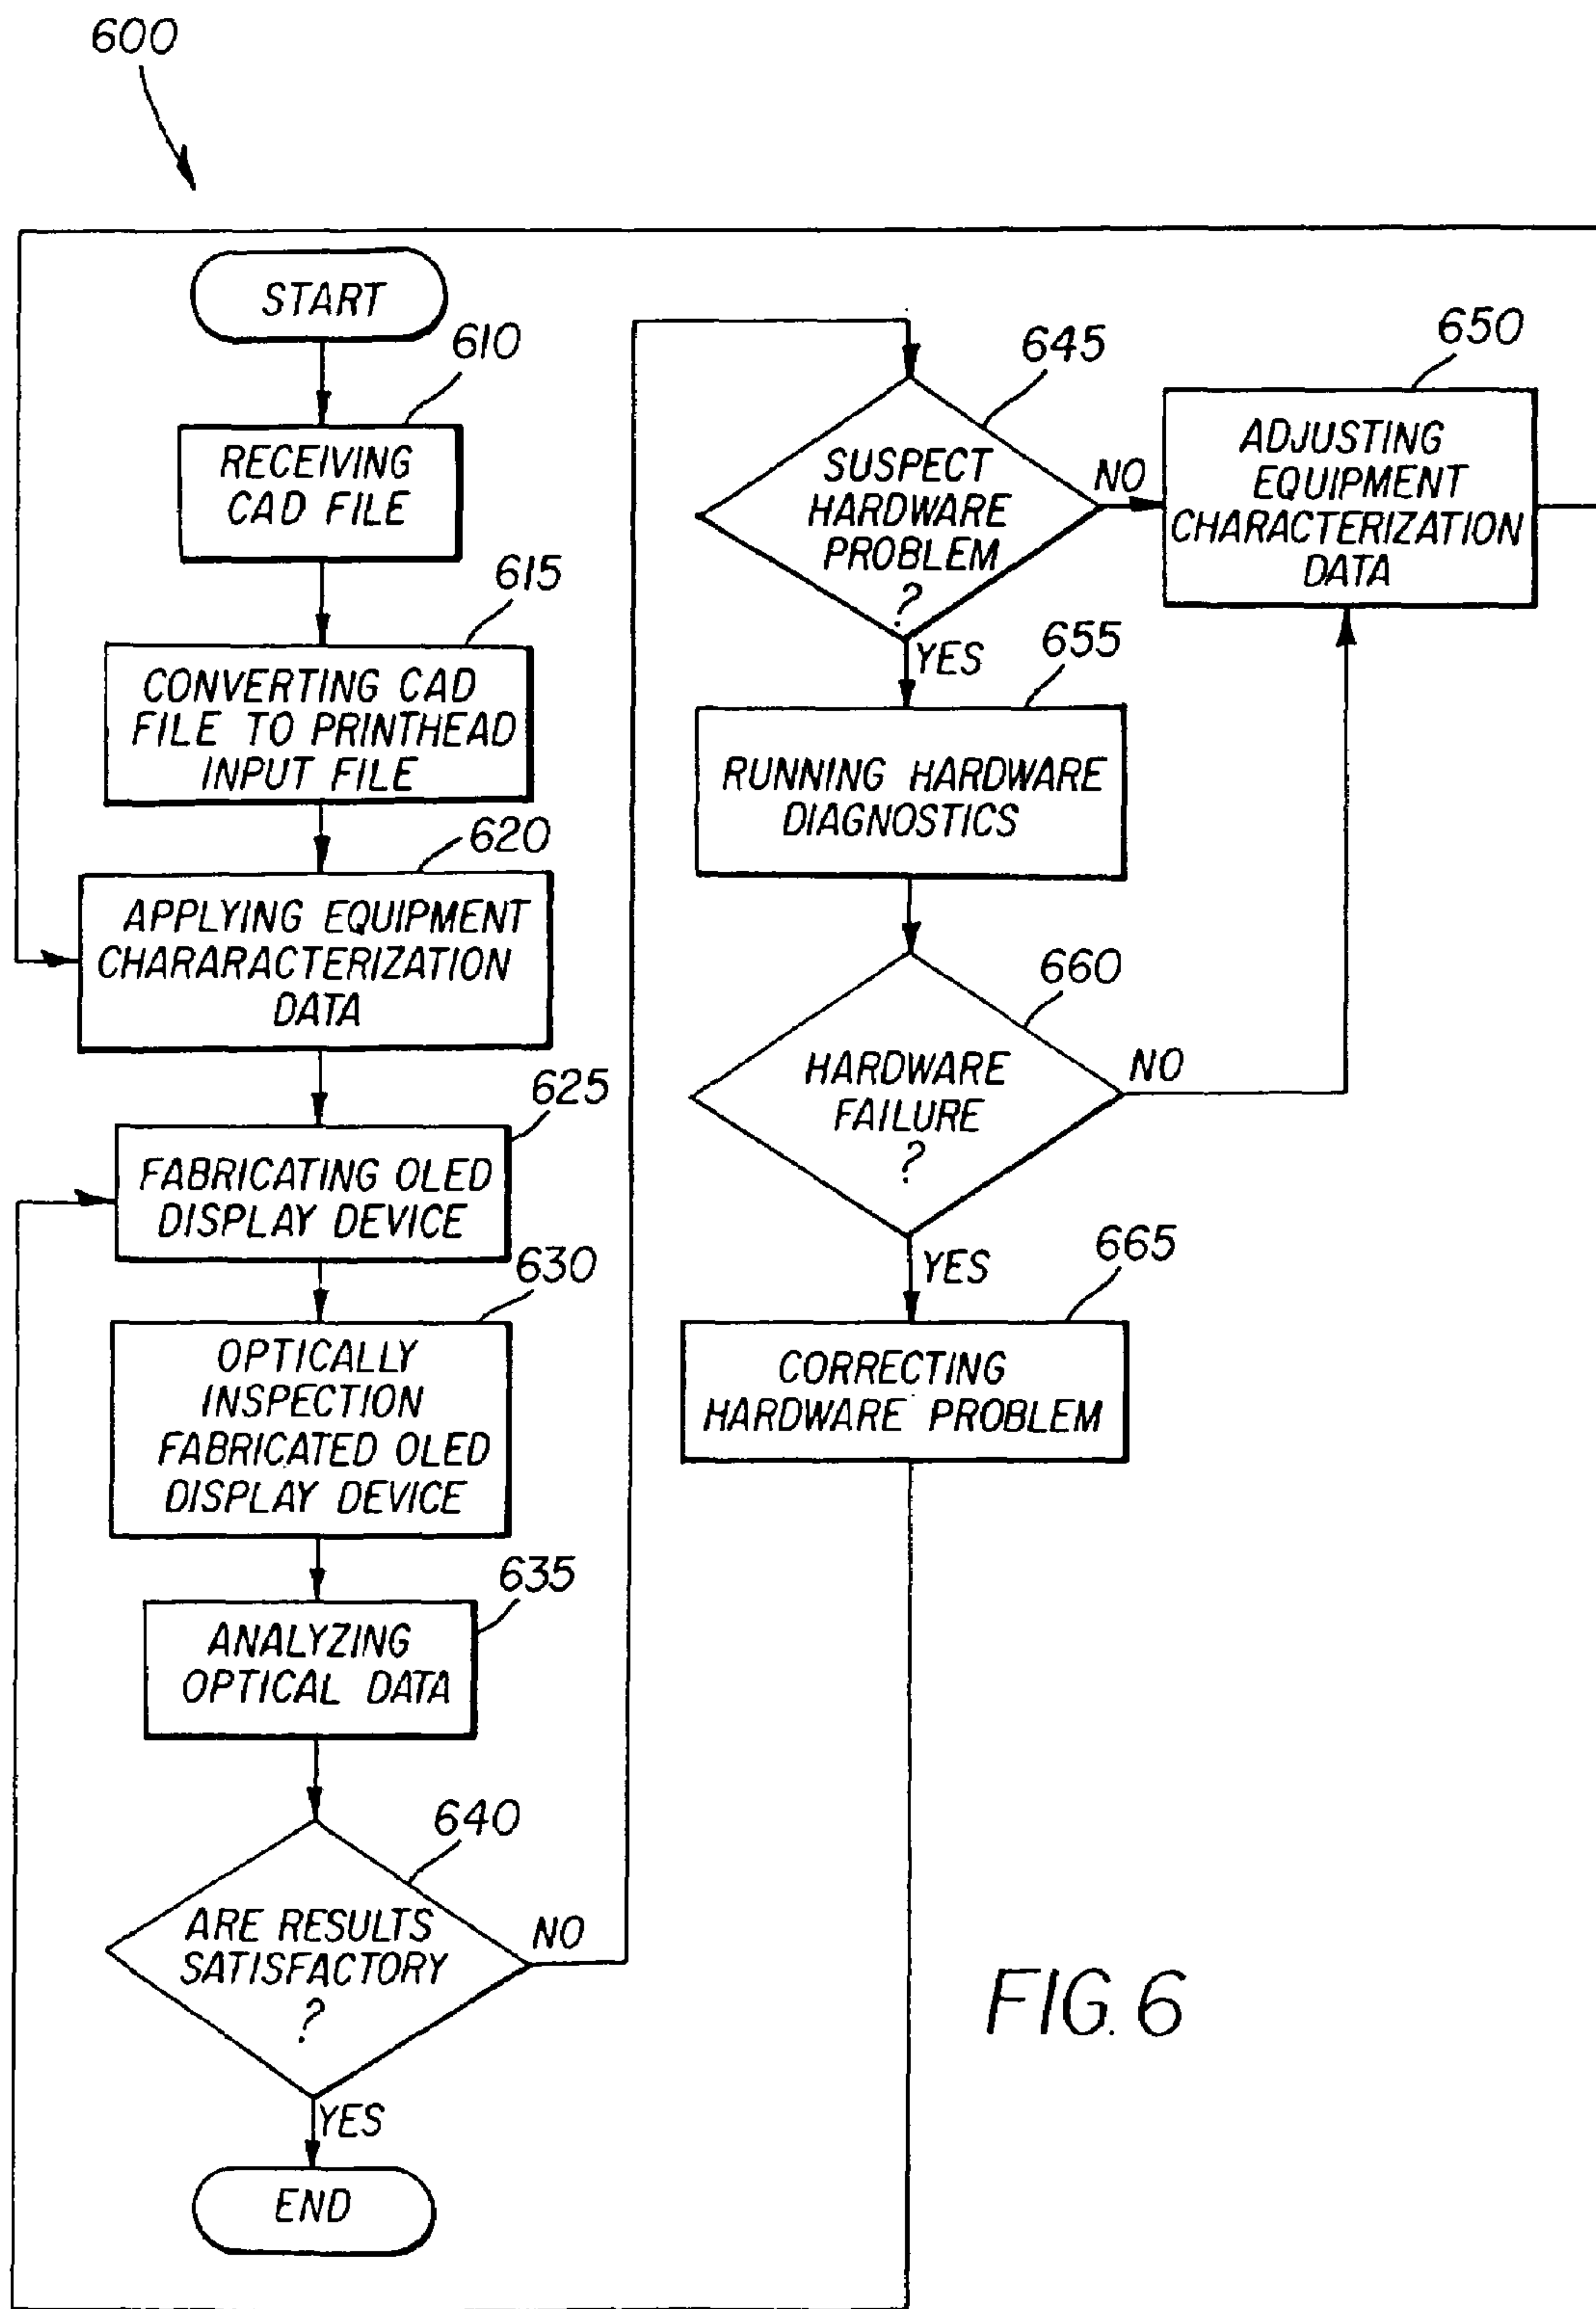 600
START
610
RECEIVING
CAD FILE
615
CONVERTING CAD
FILE TO PRINTHEAD
INPUT FILE
620
APPLYING EQUIPMENT
CHARARACTERIZATION
DATA
625
FABRICATING OLED
DISPLAY DEVICE
630
OPTICALLY
INSPECTION
FABRICATED OLED
DISPLAY DEVICE
635
ANALYZING
OPTICAL DATA
640
ARE RESULTS
SATISFACTORY
?
NO
YES
END
645
SUSPECT
HARDWARE
PROBLEM
?
NO
YES
650
ADJUSTING
EQUIPMENT
CHARACTERIZATION
DATA
655
RUNNING HARDWARE
DIAGNOSTICS
660
HARDWARE
FAILURE
?
NO
YES
665
CORRECTING
HARDWARE PROBLEM
FIG. 6